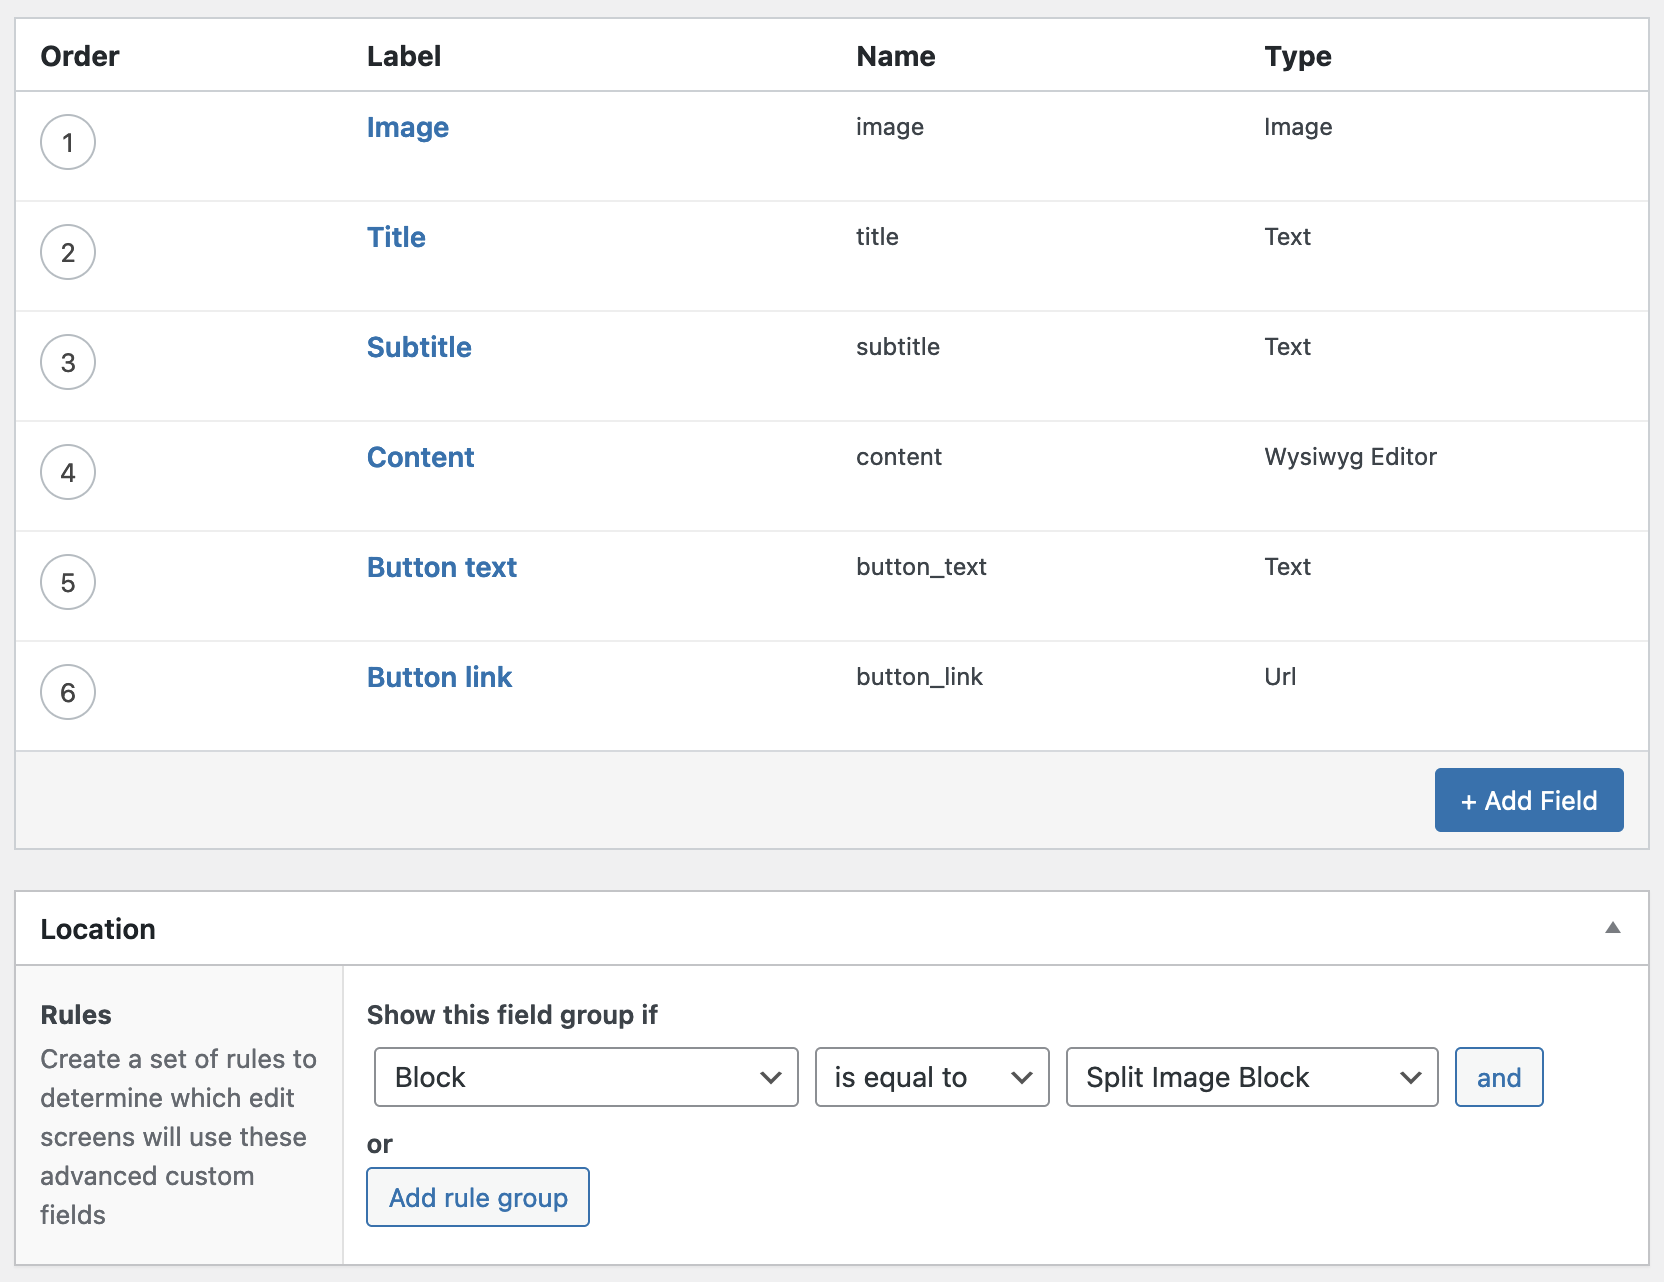 Order Label Name Type
1 Image image Image
2 Title title Text
3 Subtitle subtitle Text
4 Content content Wysiwyg Editor
5 Button text button_text Text
6 Button link button_link Url
+ Add Field
Location
Rules
Create a set of rules to
determine which edit
screens will use these
advanced custom
fields
Show this field group if
Block is equal to Split Image Block and
or
Add rule group